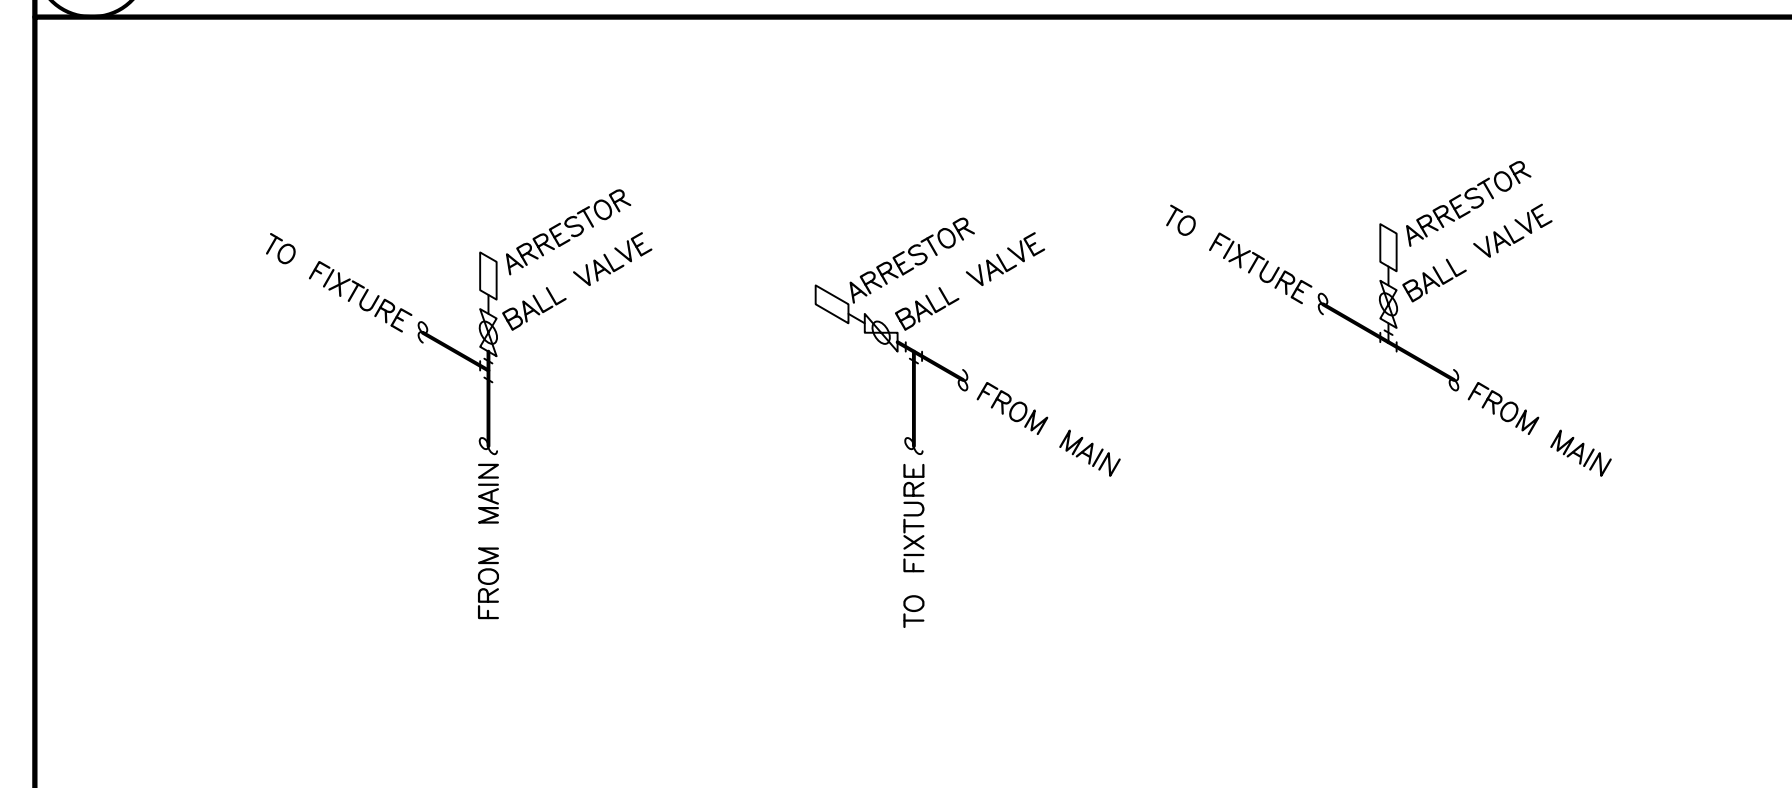 TO FIXTURE
ARRESTOR
BALL VALVE
FROM MAIN
ARRESTOR
BALL VALVE
FROM MAIN
TO FIXTURE
TO FIXTURE
ARRESTOR
BALL VALVE
FROM MAIN